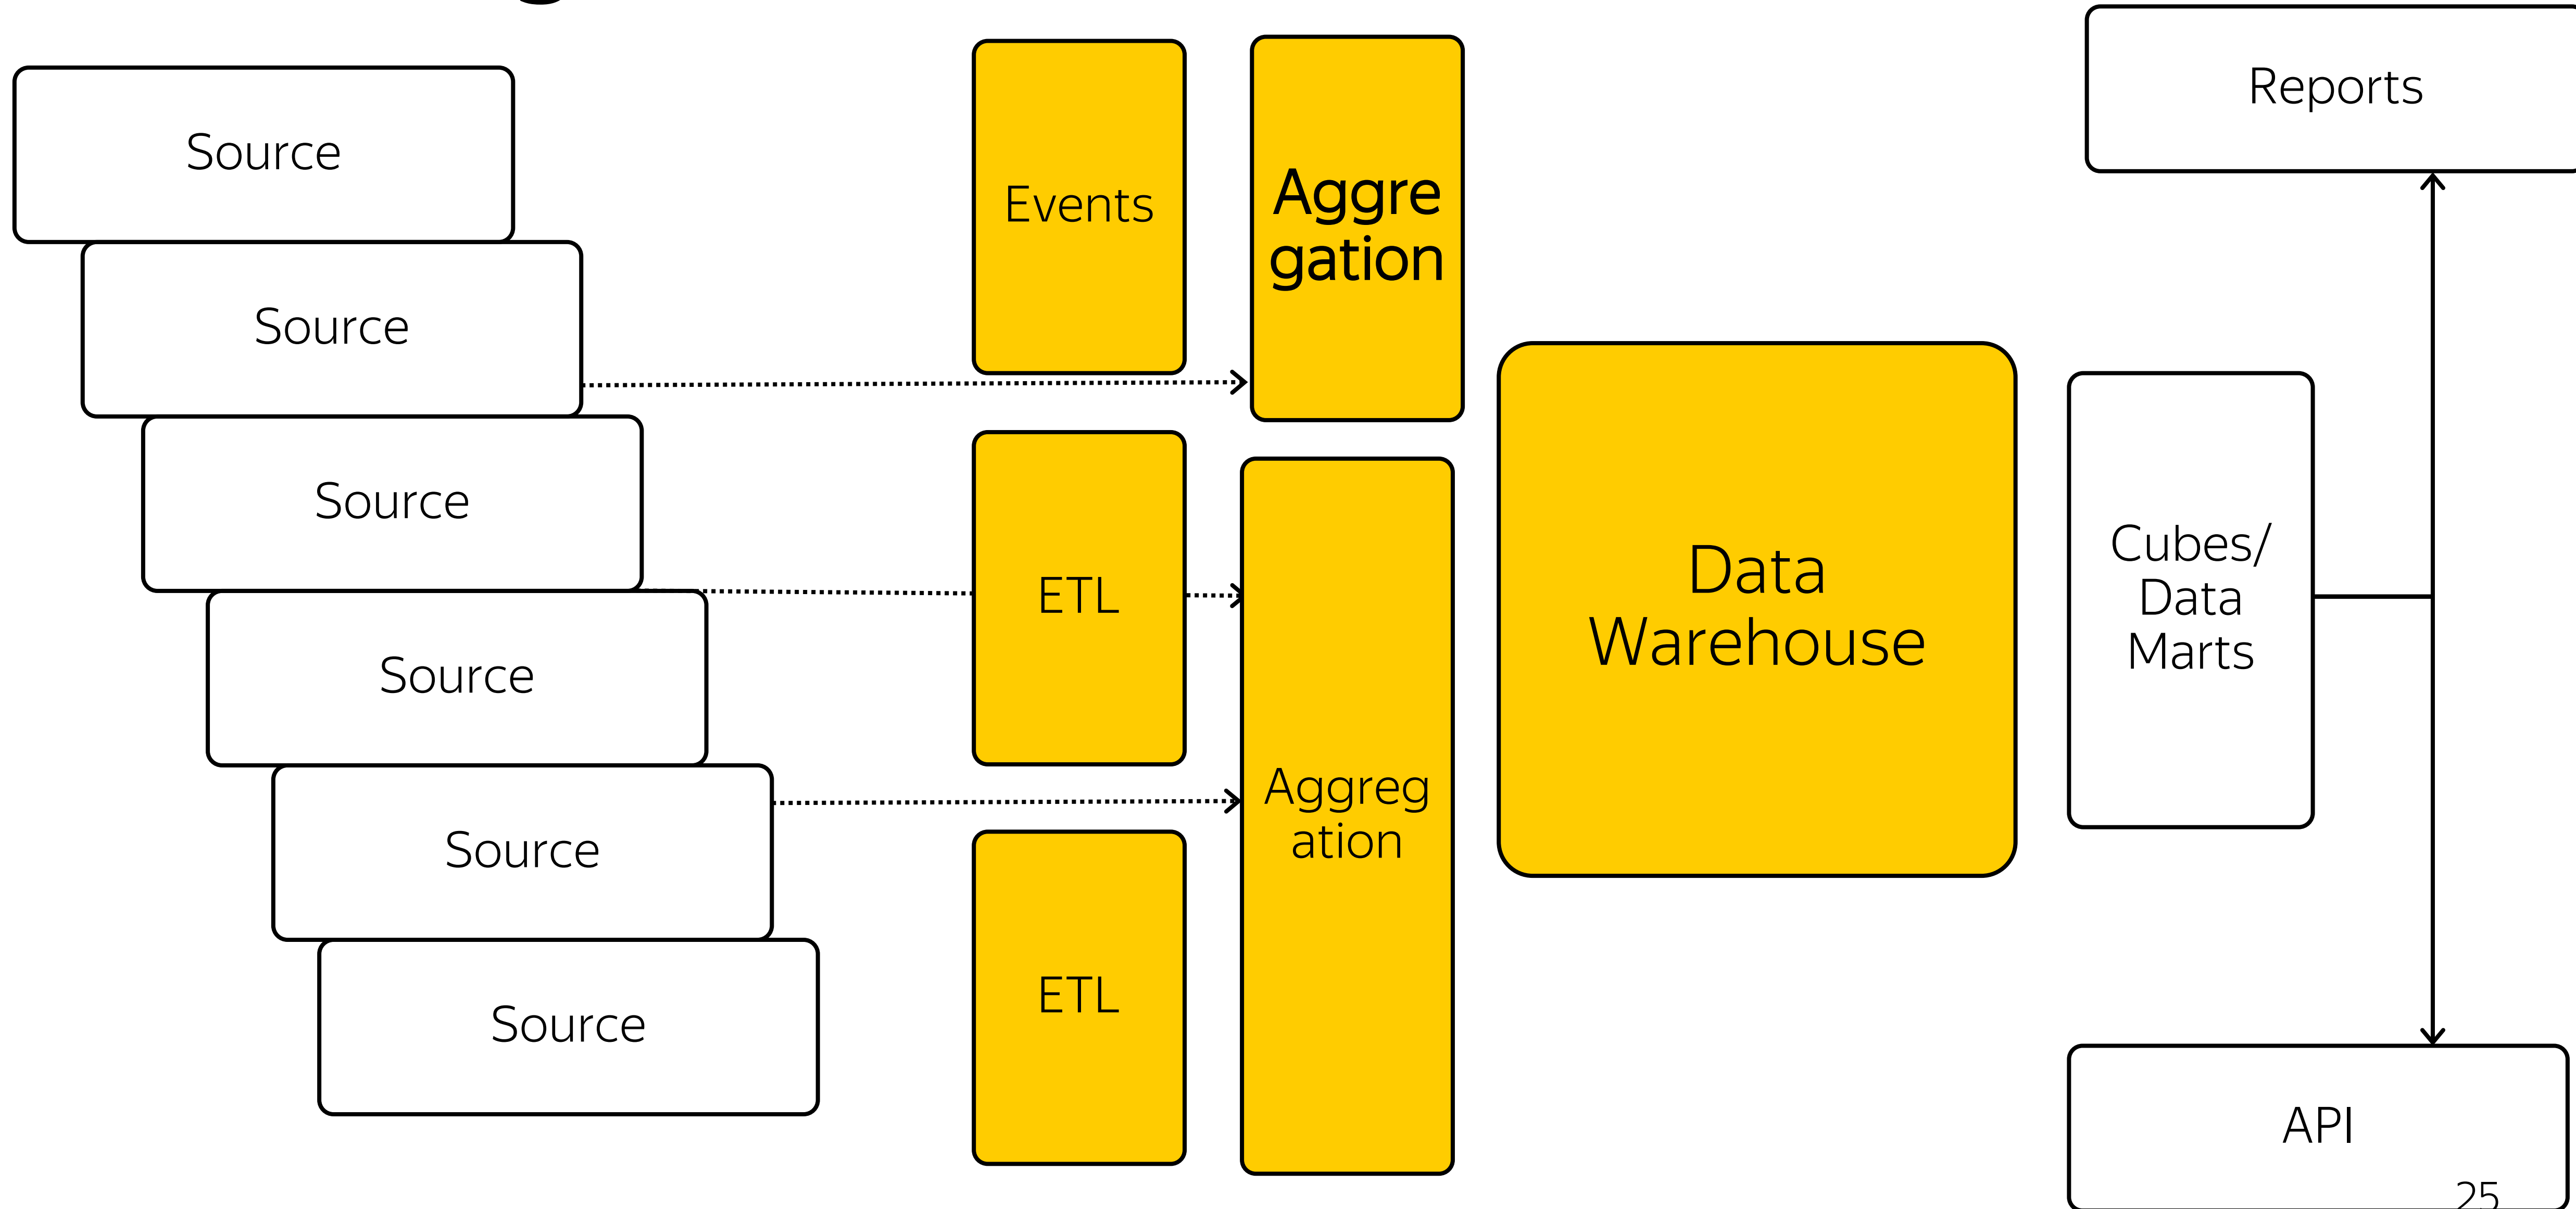 Source
Source
Source
Source
Source
Source
Events
ETL
ETL
Aggre
gation
Aggreg
ation
Data
Warehouse
Cubes/
Data
Marts
Reports
API
25